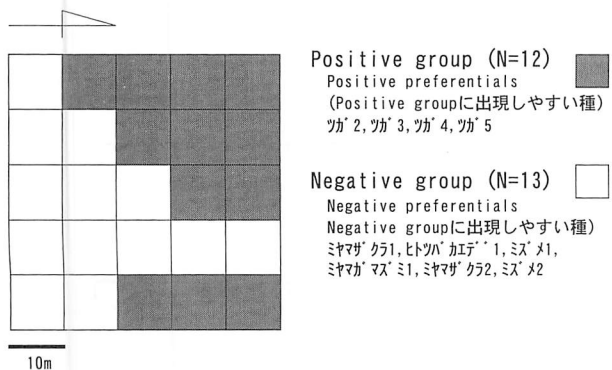 Positive group (N=12)
Positive preferentials
(Positive groupに出現しやすい種)
ﾂｶﾞ2,ﾂｶﾞ3,ﾂｶﾞ4,ﾂｶﾞ5
Negative group (N=13)
Negative preferentials
Negative groupに出現しやすい種)
ﾐﾔﾏｻﾞｸﾗ1,ﾋﾄﾂﾊﾞｶｴﾃﾞﾞ1,ﾐｽﾞﾒ1,
ﾐﾔﾏｶﾞﾏｽﾞﾐ1,ﾐﾔﾏｻﾞｸﾗ2,ﾐｽﾞﾒ2
10m